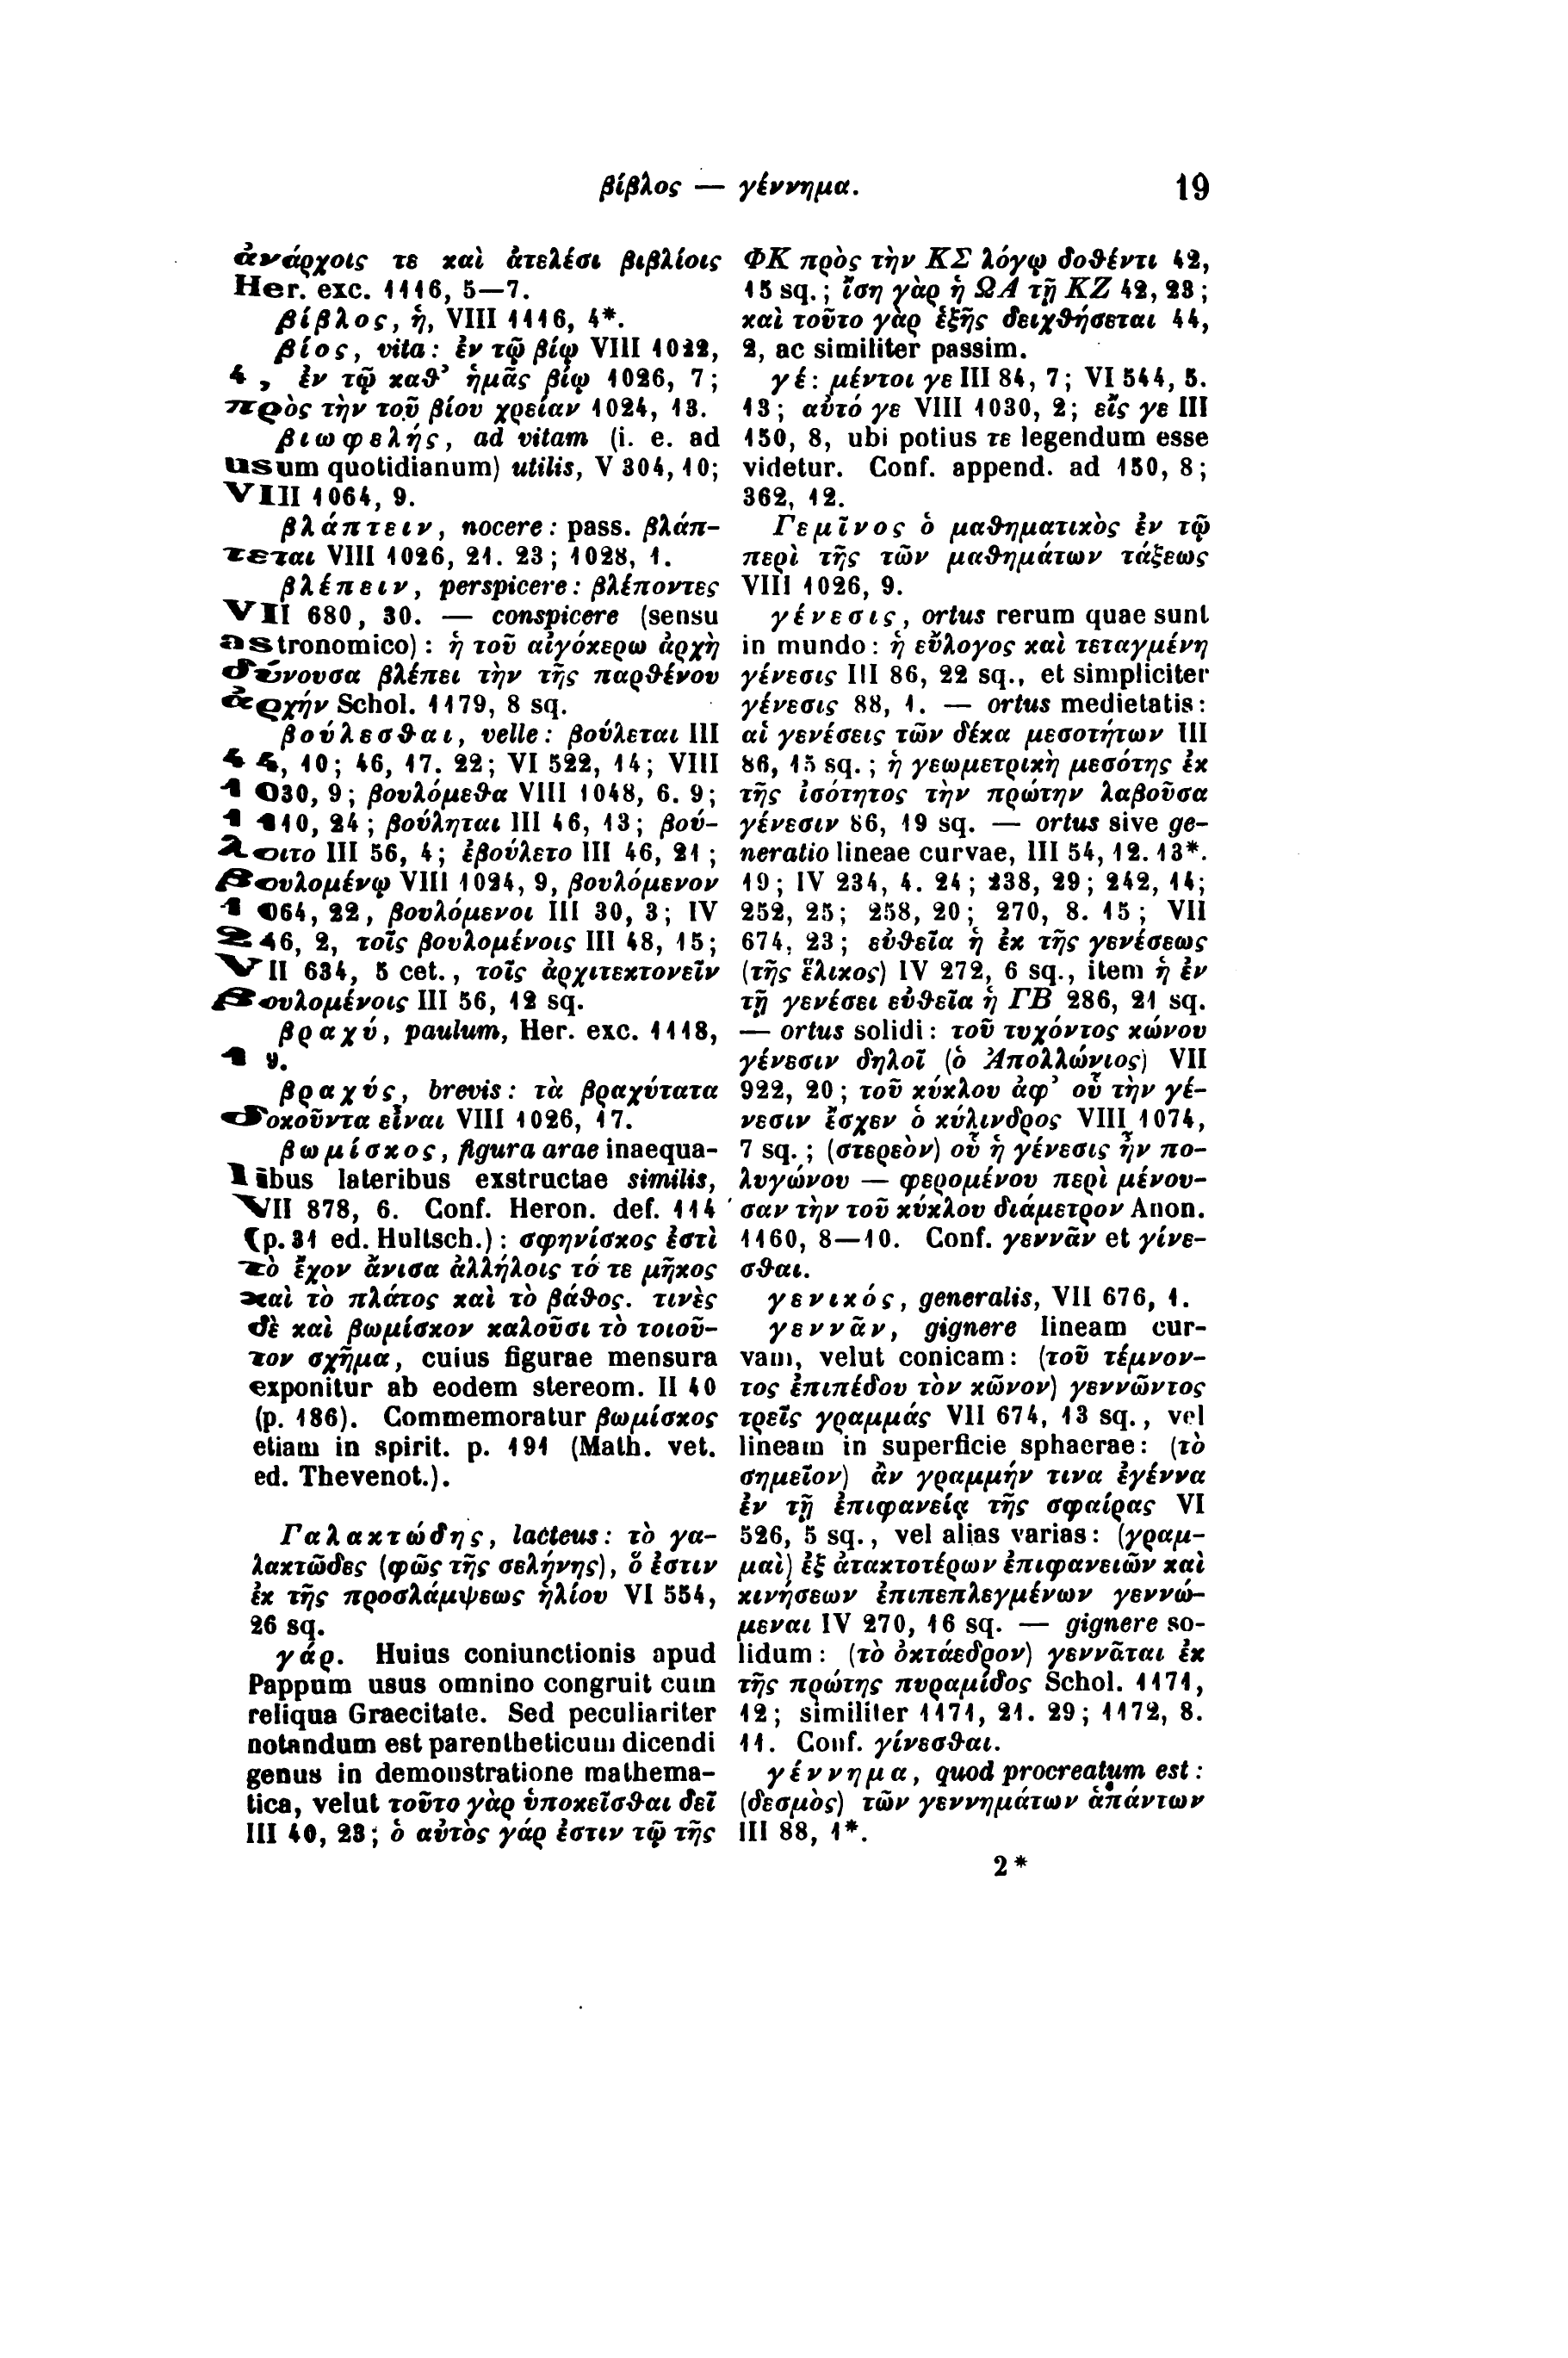 βίβλος — γέννημα.
19
ἀνάρχοις τε καὶ ἀτελέσι βιβλίοις
Her. exc. 1116, 5—7.
βίβλος, ἡ, VIII 1116, 4*.
βίος, vita: ἐν τῷ βίῳ VIII 1022,
4, ἐν τῷ καθ’ ἡμᾶς βίῳ 1026, 7;
πρὸς τὴν τοῦ βίου χρείαν 1024, 13.
βιωφελής, ad vitam (i. e. ad
usum quotidianum) utilis, V 304, 10;
VIII 1064, 9.
βλάπτειν, nocere: pass. βλάπ-
τεται VIII 1026, 21. 23; 1028, 1.
βλέπειν, perspicere: βλέποντες
VII 680, 30. — conspicere (sensu
astronomico): ἡ τοῦ αἰγόκερω ἀρχὴ
δύνουσα βλέπει τὴν τῆς παρθένου
ἀρχήν Schol. 1179, 8 sq.
βούλεσθαι, velle: βούλεται III
44, 10; 46, 17. 22; VI 522, 14; VIII
1030, 9; βουλόμεθα VIII 1048, 6. 9;
1110, 24; βούληται III 46, 13; βού-
λοιτο III 56, 4; ἐβούλετο III 46, 21;
βουλομένῳ VIII 1024, 9, βουλόμενον
1064, 22, βουλόμενοι III 30, 3; IV
246, 2, τοῖς βουλομένοις III 48, 15;
VII 634, 5 cet., τοῖς ἀρχιτεκτονεῖν
βουλομένοις III 56, 12 sq.
βραχύ, paulum, Her. exc. 1118,
19.
βραχύς, brevis: τὰ βραχύτατα
δοκοῦντα εἶναι VIII 1026, 17.
βωμίσκος, figura arae inaequa-
libus lateribus exstructae similis,
VII 878, 6. Conf. Heron. def. 114
(p. 31 ed. Hultsch.): σφηνίσκος ἐστὶ
τὸ ἔχον ἄνισα ἀλλήλοις τό τε μῆκος
καὶ τὸ πλάτος καὶ τὸ βάθος. τινὲς
δὲ καὶ βωμίσκον καλοῦσι τὸ τοιοῦ-
τον σχῆμα, cuius figurae mensura
exponitur ab eodem stereom. II 40
(p. 186). Commemoratur βωμίσκος
etiam in spirit. p. 191 (Math. vet.
ed. Thevenot.).
Γαλακτώδης, lacteus: τὸ γα-
λακτῶδες (φῶς τῆς σελήνης), ὅ ἐστιν
ἐκ τῆς προσλάμψεως ἡλίου VI 554,
26 sq.
γάρ. Huius coniunctionis apud
Pappum usus omnino congruit cum
reliqua Graecitate. Sed peculiariter
notandum est parentheticum dicendi
genus in demonstratione mathema-
tica, velut τοῦτο γὰρ ὑποκεῖσθαι δεῖ
III 40, 23; ὁ αὐτὸς γάρ ἐστιν τῷ τῆς
ΦΚ πρὸς τὴν ΚΣ λόγῳ δοθέντι 42,
15 sq.; ἴση γὰρ ἡ ΩΑ τῇ ΚΖ 42, 23;
καὶ τοῦτο γὰρ ἑξῆς δειχθήσεται 44,
2, ac similiter passim.
γέ: μέντοι γε III 84, 7; VI 544, 5.
13; αὐτό γε VIII 1030, 2; εἴς γε III
150, 8, ubi potius τε legendum esse
videtur. Conf. append. ad 150, 8;
362, 12.
Γεμῖνος ὁ μαθηματικὸς ἐν τῷ
περὶ τῆς τῶν μαθημάτων τάξεως
VIII 1026, 9.
γένεσις, ortus rerum quae sunt
in mundo: ἡ εὔλογος καὶ τεταγμένη
γένεσις III 86, 22 sq., et simpliciter
γένεσις 88, 1. — ortus medietatis:
αἱ γενέσεις τῶν δέκα μεσοτήτων III
86, 15 sq.; ἡ γεωμετρικὴ μεσότης ἐκ
τῆς ἰσότητος τὴν πρώτην λαβοῦσα
γένεσιν 86, 19 sq. — ortus sive ge-
neratio lineae curvae, III 54, 12. 13*.
19; IV 234, 4. 24; 238, 29; 242, 14;
252, 25; 258, 20; 270, 8. 15; VII
674, 23; εὐθεῖα ἡ ἐκ τῆς γενέσεως
(τῆς ἕλικος) IV 272, 6 sq., item ἡ ἐν
τῇ γενέσει εὐθεῖα ἡ ΓΒ 286, 21 sq.
— ortus solidi: τοῦ τυχόντος κώνου
γένεσιν δηλοῖ (ὁ Ἀπολλώνιος) VII
922, 20; τοῦ κύκλου ἀφ’ οὗ τὴν γέ-
νεσιν ἔσχεν ὁ κύλινδρος VIII 1074,
7 sq.; (στερεὸν) οὗ ἡ γένεσις ἦν πο-
λυγώνου — φερομένου περὶ μένου-
σαν τὴν τοῦ κύκλου διάμετρον Anon.
1160, 8—10. Conf. γεννᾶν et γίνε-
σθαι.
γενικός, generalis, VII 676, 1.
γεννᾶν, gignere lineam cur-
vam, velut conicam: (τοῦ τέμνον-
τος ἐπιπέδου τὸν κῶνον) γεννῶντος
τρεῖς γραμμάς VII 674, 13 sq., vel
lineam in superficie sphaerae: (τὸ
σημεῖον) ἂν γραμμήν τινα ἐγέννα
ἐν τῇ ἐπιφανείᾳ τῆς σφαίρας VI
526, 5 sq., vel alias varias: (γραμ-
μαὶ) ἐξ ἀτακτοτέρων ἐπιφανειῶν καὶ
κινήσεων ἐπιπεπλεγμένων γεννώ-
μεναι IV 270, 16 sq. — gignere so-
lidum: (τὸ ὀκτάεδρον) γεννᾶται ἐκ
τῆς πρώτης πυραμίδος Schol. 1171,
12; similiter 1171, 21. 29; 1172, 8.
11. Conf. γίνεσθαι.
γέννημα, quod procreatum est:
(δεσμὸς) τῶν γεννημάτων ἁπάντων
III 88, 1*.
2*